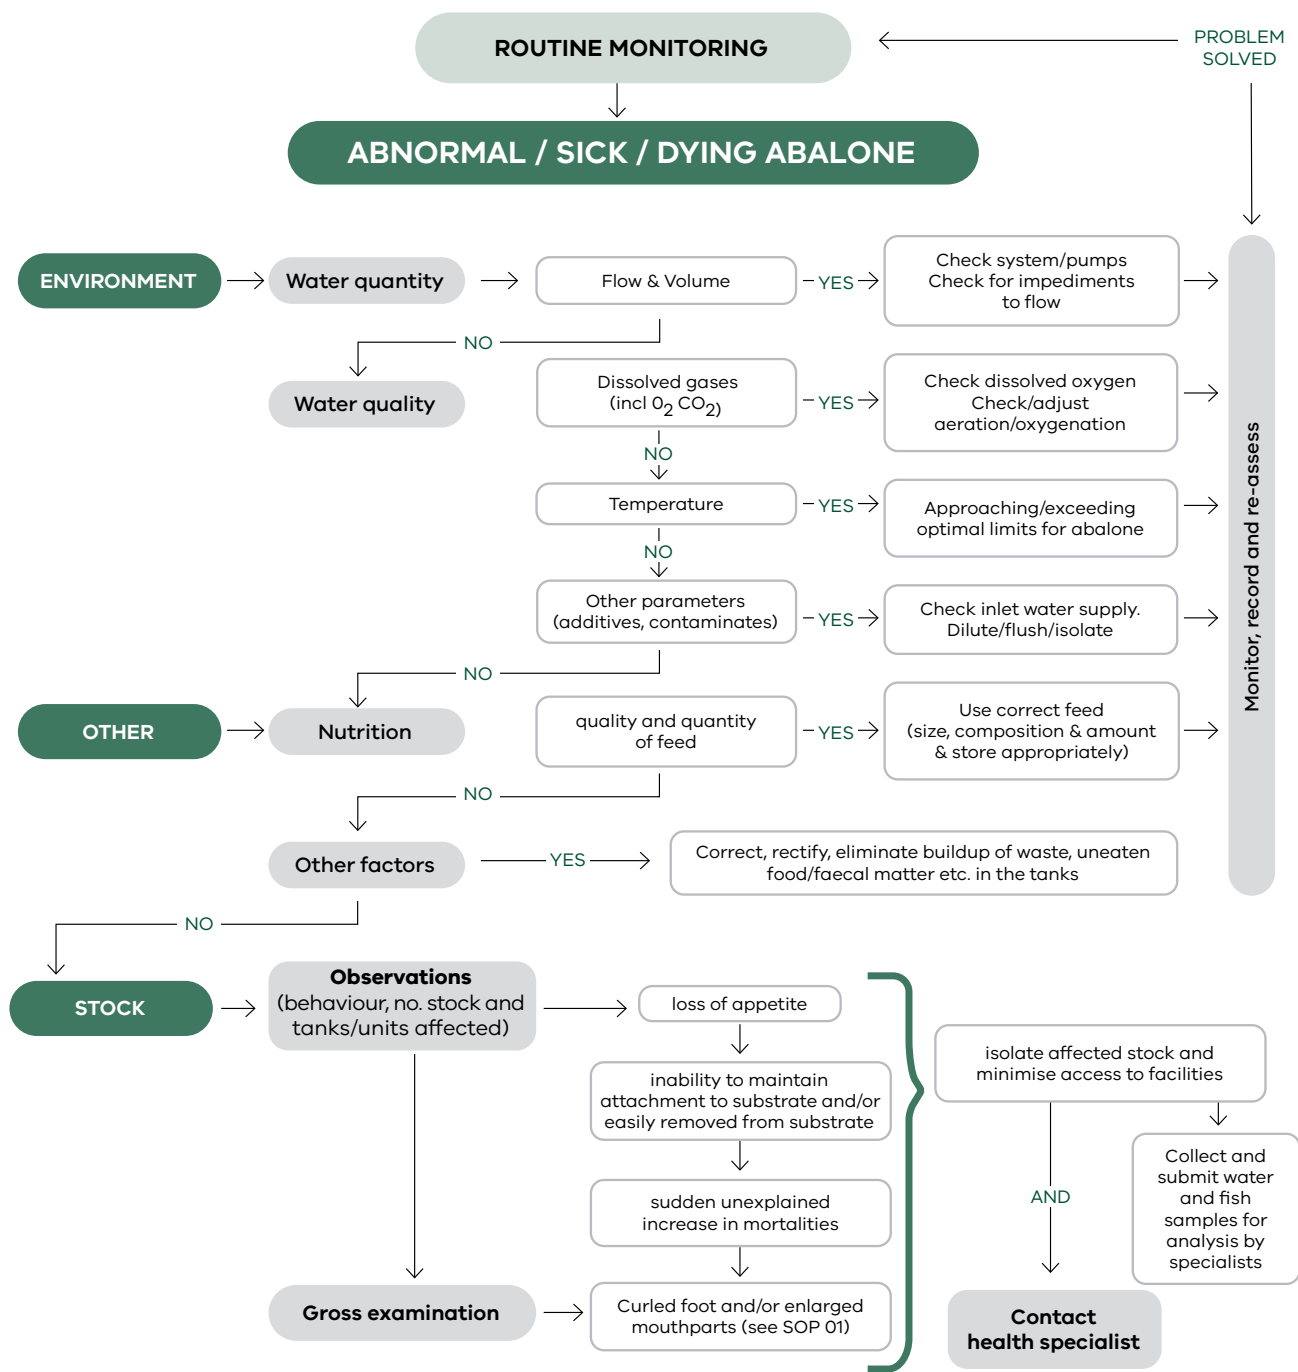 ROUTINE MONITORING
PROBLEM
SOLVED
ABNORMAL / SICK / DYING ABALONE
ENVIRONMENT
Water quantity
Flow & Volume
YES
Check system/pumps
Check for impediments
to flow
NO
Water quality
Dissolved gases
(incl 0₂ CO₂)
YES
Check dissolved oxygen
Check/adjust
aeration/oxygenation
NO
Temperature
YES
Approaching/exceeding
optimal limits for abalone
NO
Other parameters
(additives, contaminates)
YES
Check inlet water supply.
Dilute/flush/isolate
NO
OTHER
Nutrition
quality and quantity
of feed
YES
Use correct feed
(size, composition & amount
& store appropriately)
NO
Other factors
YES
Correct, rectify, eliminate buildup of waste, uneaten
food/faecal matter etc. in the tanks
Monitor, record and re-assess
NO
STOCK
Observations
(behaviour, no. stock and
tanks/units affected)
loss of appetite
inability to maintain
attachment to substrate and/or
easily removed from substrate
sudden unexplained
increase in mortalities
Gross examination
Curled foot and/or enlarged
mouthparts (see SOP 01)
isolate affected stock and
minimise access to facilities
AND
Collect and
submit water
and fish
samples for
analysis by
specialists
Contact
health specialist